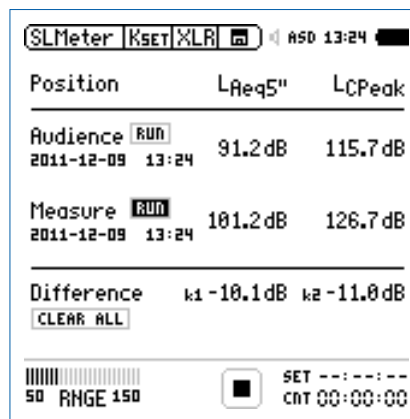 SLMeter KSET XLR ASD 13:24
Position LAeq5" LCPeak
Audience RUN
91.2dB 115.7dB
2011-12-09 13:24
Measure RUN
101.2dB 126.7dB
2011-12-09 13:24
Difference k1 -10.1dB k2 -11.0dB
CLEAR ALL
SET --:--:--
50 RNGE 150 CNT 00:00:00